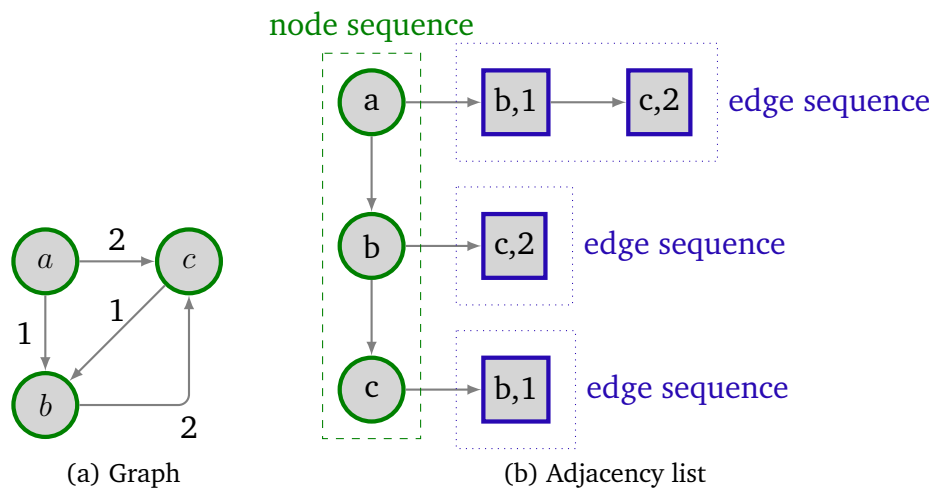 node sequence
a
b,1
c,2
edge sequence
b
c,2
edge sequence
c
b,1
edge sequence
a
2
c
1
1
b
2
(a) Graph
(b) Adjacency list